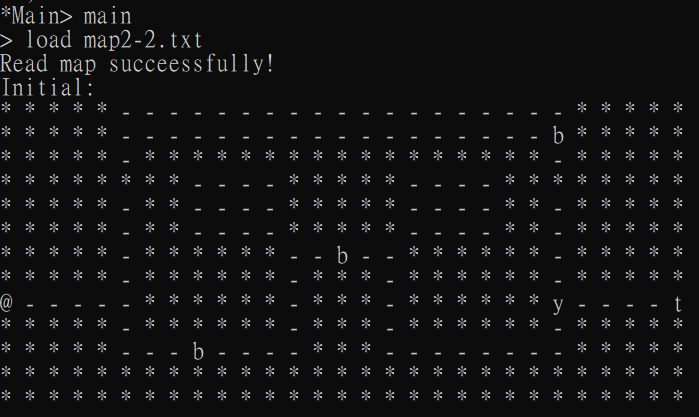 *Main> main
> load map2-2.txt
Read map succeessfully!
Initial:
* * * * * - - - - - - - - - - - - - - - - - - - * * * * *
* * * * * - - - - - - - - - - - - - - - - - - b * * * * *
* * * * * - * * * * * * * * * * * * * * * * * - * * * * *
* * * * * * * * - - - - * * * * * - - - - * * * * * * * *
* * * * * - * * - - - - * * * * * - - - - * * - * * * * *
* * * * * - * * - - - - * * * * * - - - - * * - * * * * *
* * * * * - * * * * * * - - b - - * * * * * * - * * * * *
* * * * * - * * * * * * - * * * - * * * * * * - * * * * *
@ - - - - - * * * * * * - * * * - * * * * * * y - - - - t
* * * * * - * * * * * * - * * * - * * * * * * - * * * * *
* * * * * - - - b - - - - * * * - - - - - - - - * * * * *
* * * * * * * * * * * * * * * * * * * * * * * * * * * * *
* * * * * * * * * * * * * * * * * * * * * * * * * * * * *